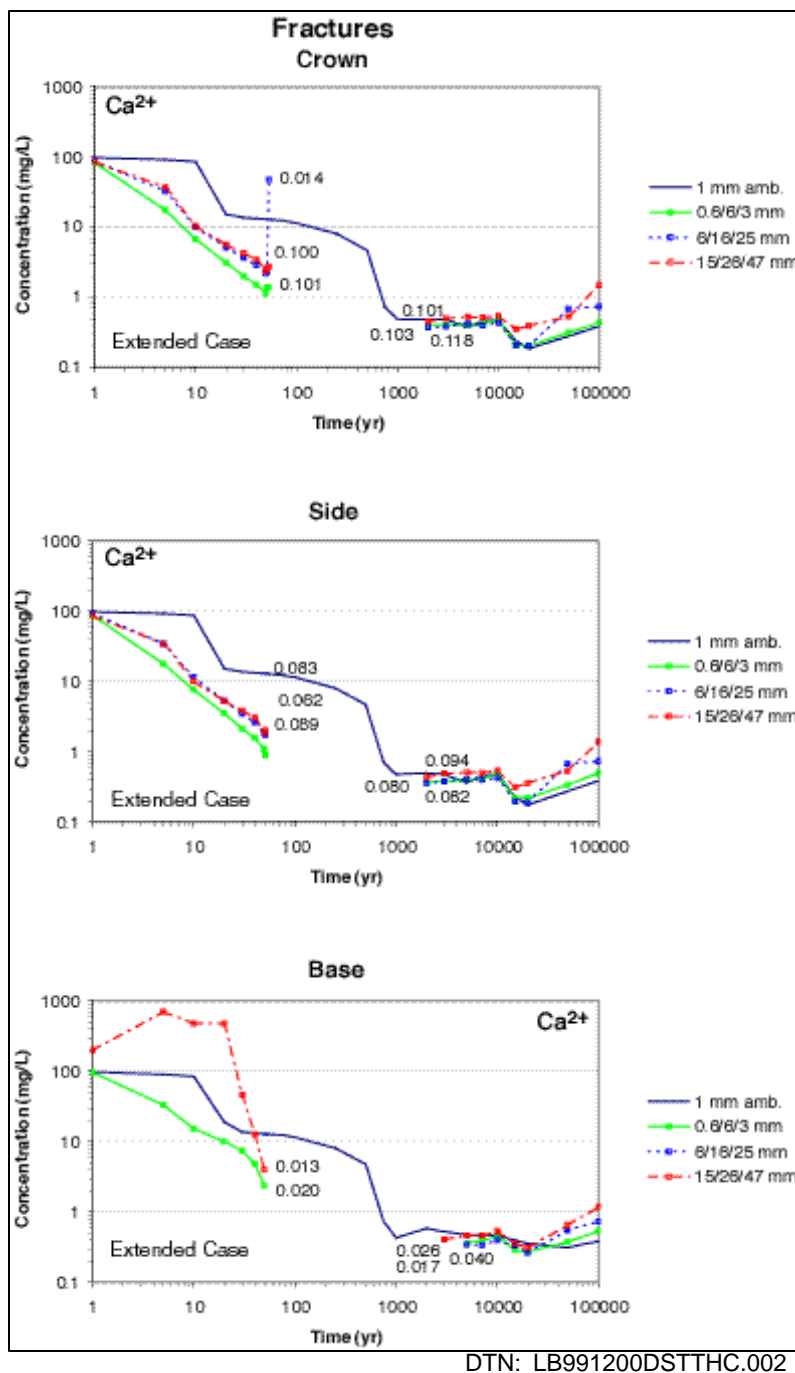 Fractures
Crown
Ca2+
1000
100
10
1
0.1
Concentration (mg/L)
0.014
0.100
0.101
0.101
0.103
0.118
Extended Case
1 10 100 1000 10000 100000
Time (yr)
1 mm amb.
0.6/6/3 mm
6/16/25 mm
15/26/47 mm
Side
Ca2+
1000
100
10
1
0.1
Concentration (mg/L)
0.083
0.062
0.089
0.094
0.080
0.082
Extended Case
1 10 100 1000 10000 100000
Time (yr)
1 mm amb.
0.6/6/3 mm
6/16/25 mm
15/26/47 mm
Base
Ca2+
1000
100
10
1
0.1
Concentration (mg/L)
0.013
0.020
0.026
0.017
0.040
Extended Case
1 10 100 1000 10000 100000
Time (yr)
1 mm amb.
0.6/6/3 mm
6/16/25 mm
15/26/47 mm
DTN: LB991200DSTTHC.002